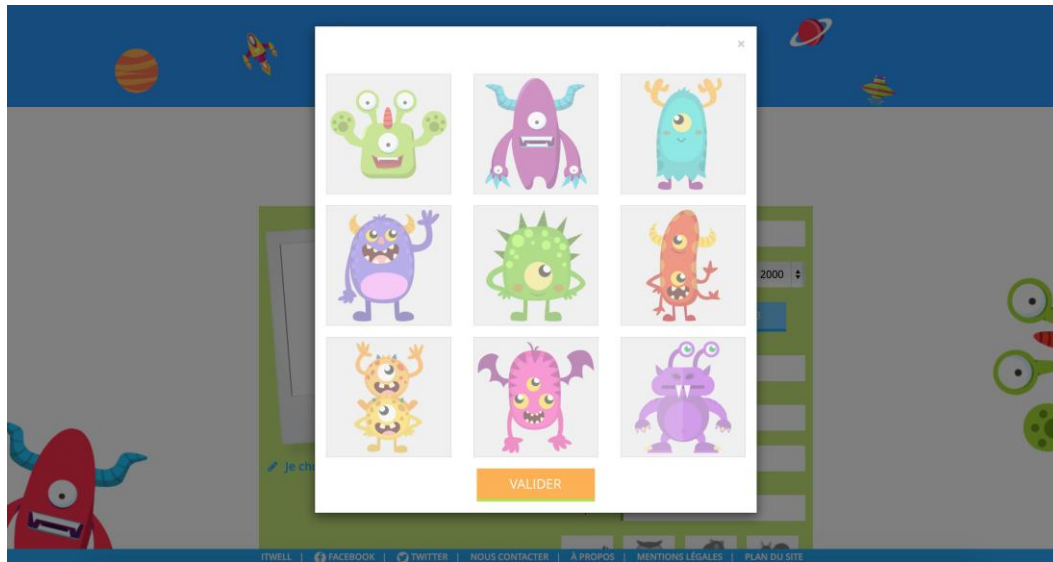 ×
2000
Je ch
VALIDER
ITWELL | FACEBOOK | TWITTER | NOUS CONTACTER | À PROPOS | MENTIONS LÉGALES | PLAN DU SITE